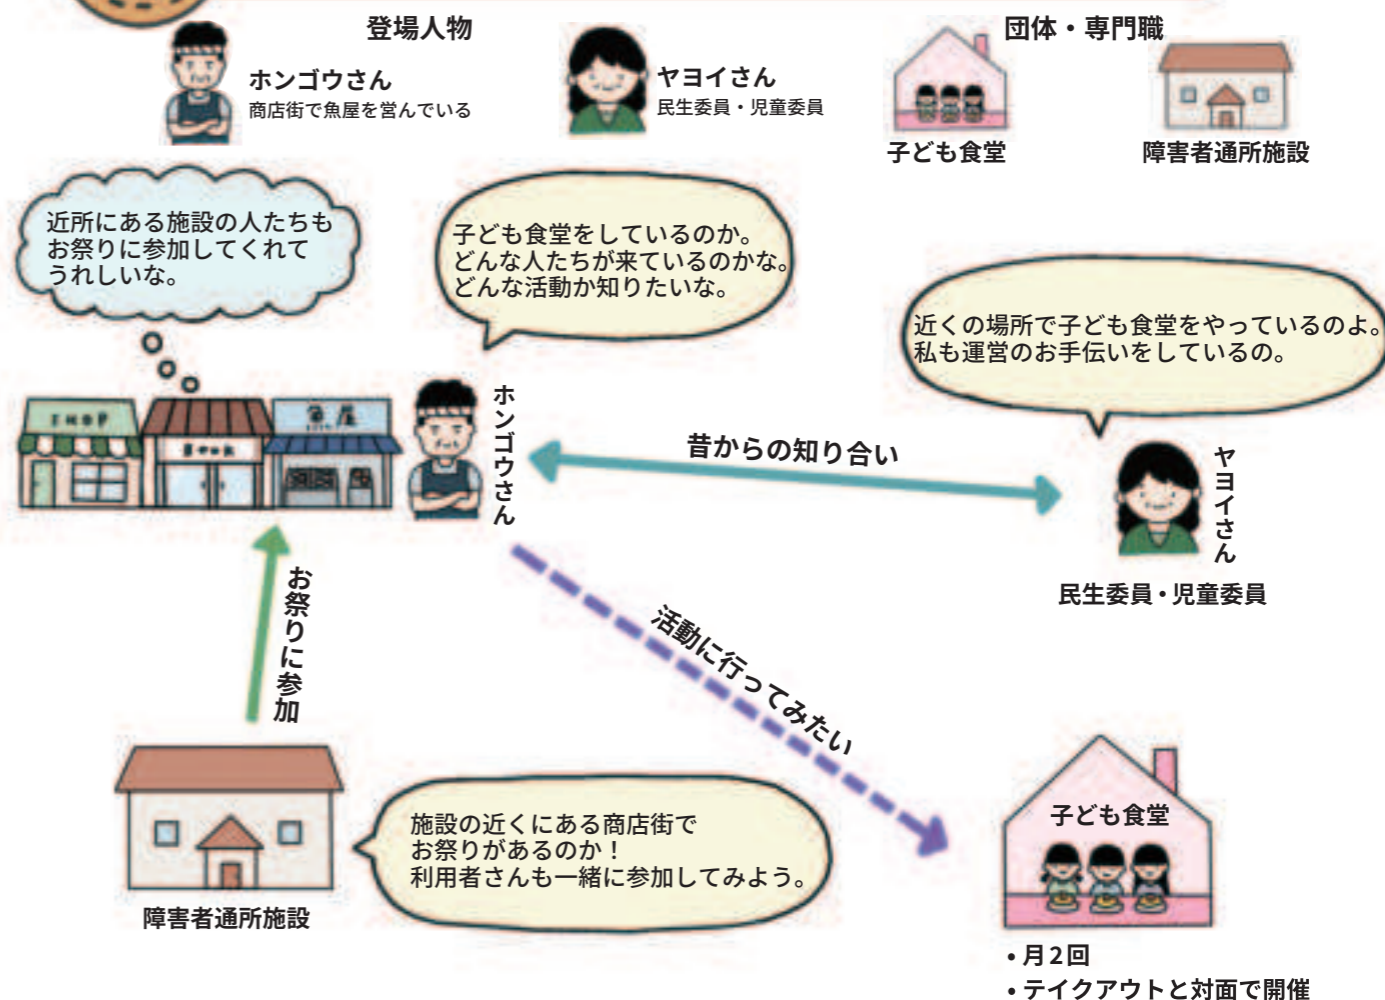 登場人物
団体・専門職
ホンゴウさん
商店街で魚屋を営んでいる
ヤヨイさん
民生委員・児童委員
子ども食堂
障害者通所施設
近所にある施設の人たちも
お祭りに参加してくれて
うれしいな。
子ども食堂をしているのか。
どんな人たちが来ているのかな。
どんな活動か知りたいな。
近くの場所で子ども食堂をやっているのよ。
私も運営のお手伝いをしているの。
SHOP
魚屋
ホンゴウさん
昔からの知り合い
ヤヨイさん
民生委員・児童委員
お祭りに参加
活動に行ってみたい
施設の近くにある商店街で
お祭りがあるのか！
利用者さんも一緒に参加してみよう。
障害者通所施設
子ども食堂
・月2回
・テイクアウトと対面で開催